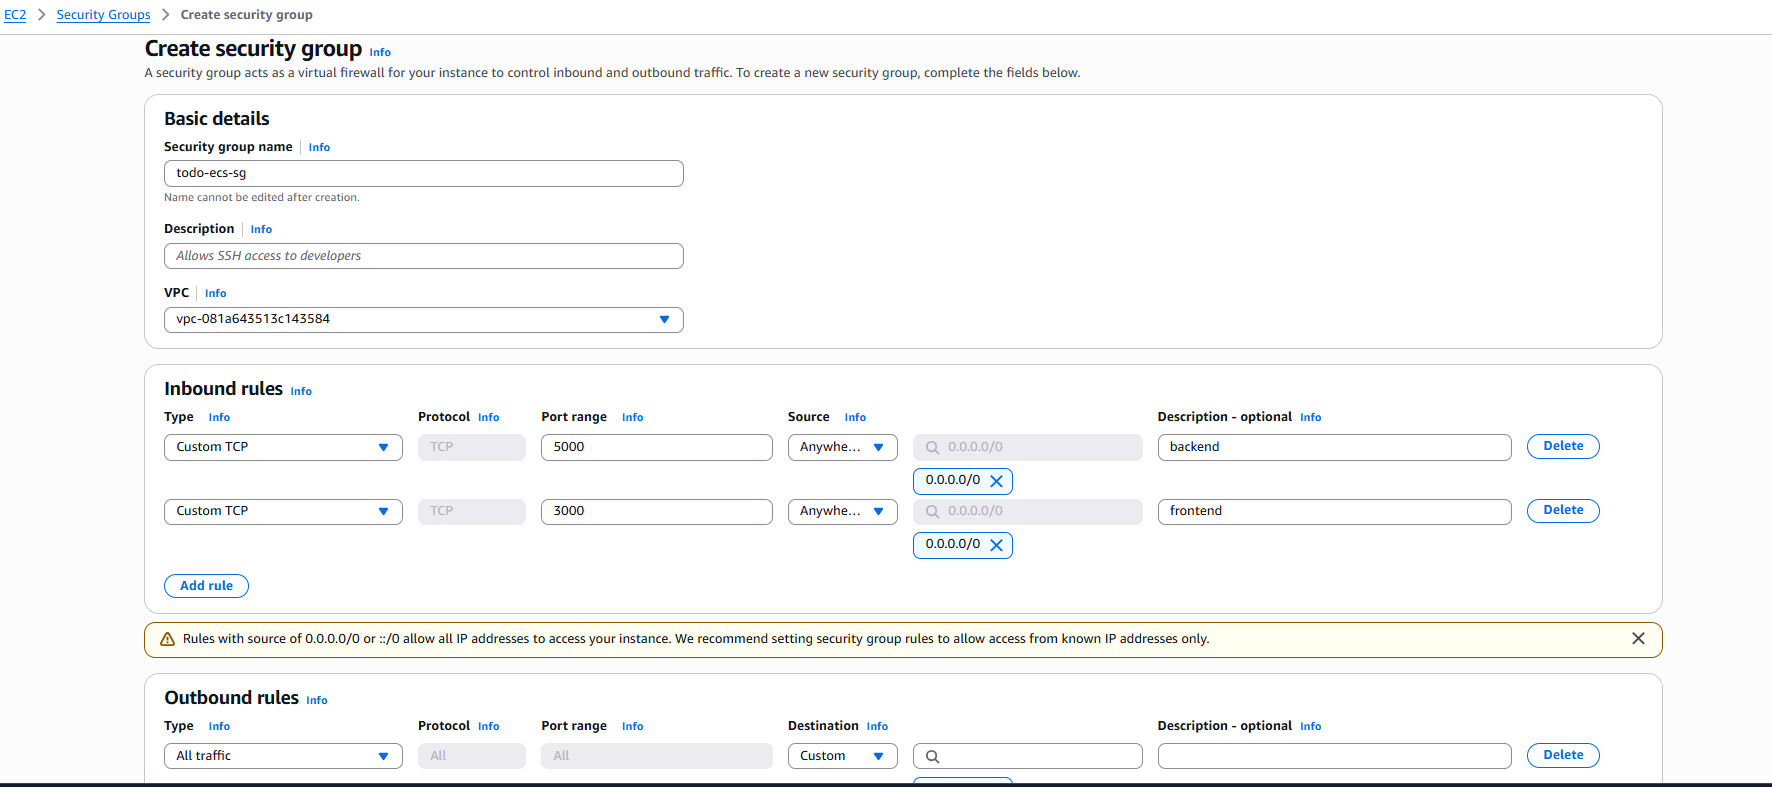 EC2 > Security Groups > Create security group
Create security group Info
A security group acts as a virtual firewall for your instance to control inbound and outbound traffic. To create a new security group, complete the fields below.
Basic details
Security group name Info
todo-ecs-sg
Name cannot be edited after creation.
Description Info
Allows SSH access to developers
VPC Info
vpc-081a643513c143584
Inbound rules Info
Type Info Protocol Info Port range Info Source Info Description - optional Info
Custom TCP TCP 5000 Anywhe... 0.0.0.0/0 backend Delete
0.0.0.0/0
Custom TCP TCP 3000 Anywhe... 0.0.0.0/0 frontend Delete
0.0.0.0/0
Add rule
Rules with source of 0.0.0.0/0 or ::/0 allow all IP addresses to access your instance. We recommend setting security group rules to allow access from known IP addresses only.
Outbound rules Info
Type Info Protocol Info Port range Info Destination Info Description - optional Info
All traffic All All Custom Delete